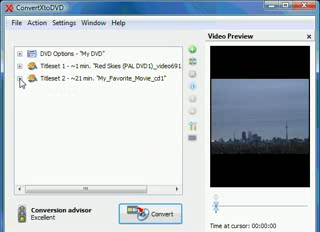 ConvertXtoDVD
File Action Settings Window Help
DVD Options - "My DVD"
Titleset 1 - ~1 min. "Red Skies (PAL DVD1)_video691
Titleset 2 - ~21 min. "My_Favorite_Movie_cd1"
Conversion advisor
Excellent
Convert
Video Preview
Time at cursor: 00:00:00